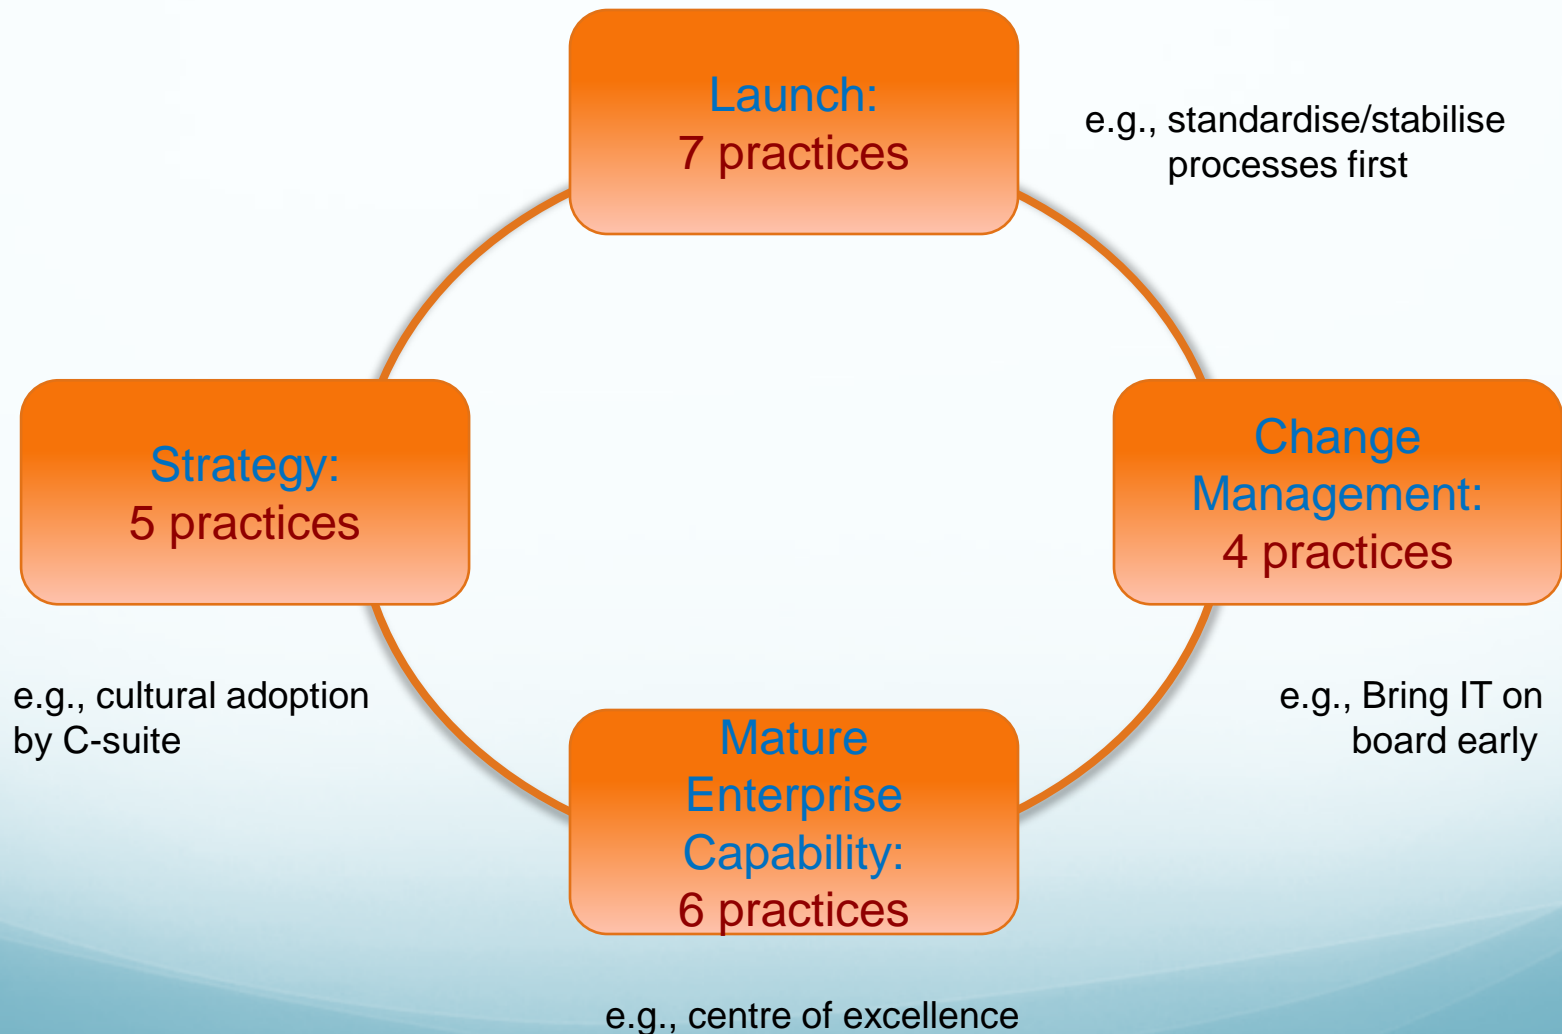 Launch:
7 practices
e.g., standardise/stabilise
processes first
Strategy:
5 practices
Change
Management:
4 practices
e.g., cultural adoption
by C-suite
e.g., Bring IT on
board early
Mature
Enterprise
Capability:
6 practices
e.g., centre of excellence